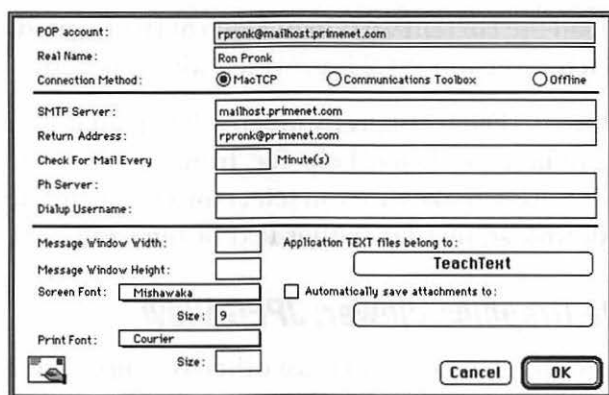 POP account: rpronk@mailhost.primenet.com
Real Name: Ron Pronk
Connection Method: MacTCP Communications Toolbox Offline
SMTP Server: mailhost.primenet.com
Return Address: rpronk@primenet.com
Check For Mail Every Minute(s)
Ph Server:
Dialup Username:
Message Window Width: Application TEXT files belong to:
Message Window Height: TeachText
Screen Font: Mishawaka Automatically save attachments to:
Size: 9
Print Font: Courier
Size:
Cancel OK